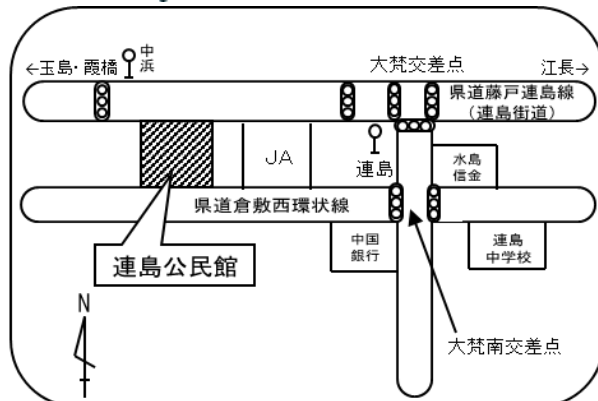 ←玉島・霞橋
中浜
大梵交差点
江長→
県道藤戸連島線
（連島街道）
JA
連島
水島
信金
県道倉敷西環状線
中国
銀行
連島
中学校
連島公民館
N
大梵南交差点